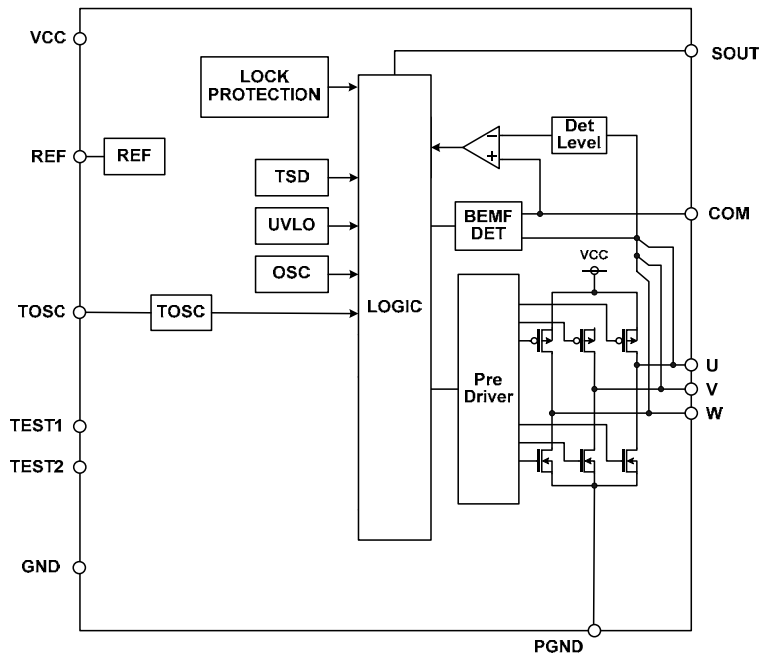 VCC
SOUT
LOCK
PROTECTION
Det
Level
−
+
REF
REF
TSD
BEMF
DET
COM
UVLO
VCC
OSC
TOSC
TOSC
LOGIC
U
Pre
Driver
V
W
TEST1
TEST2
GND
PGND